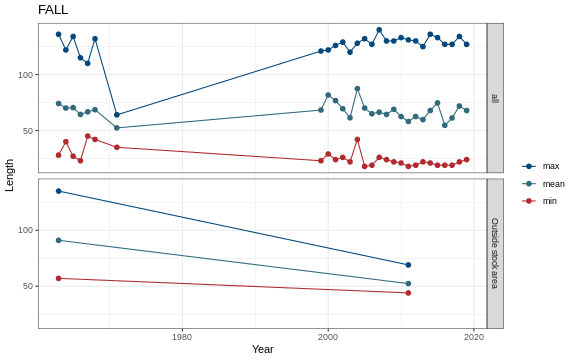 FALL
100
50
all
100
50
Outside stock area
1980
2000
2020
Year
Length
max
mean
min